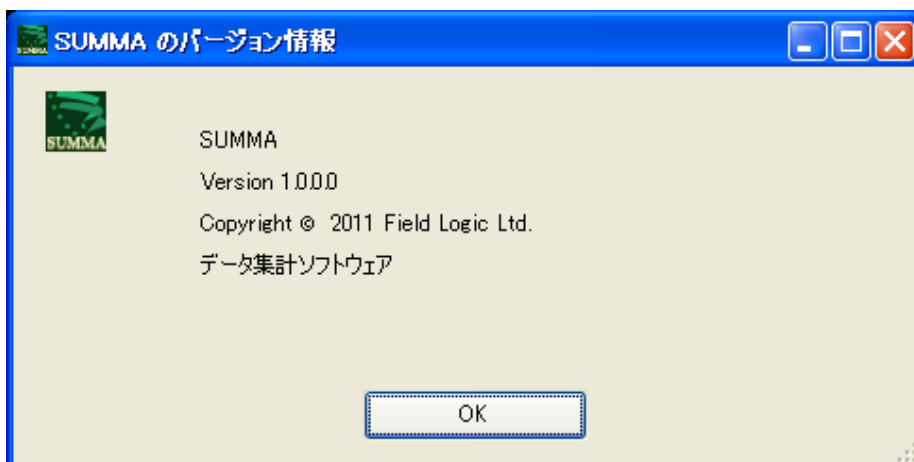 SUMMA のバージョン情報
SUMMA
SUMMA
Version 1.0.0.0
Copyright © 2011 Field Logic Ltd.
データ集計ソフトウェア
OK